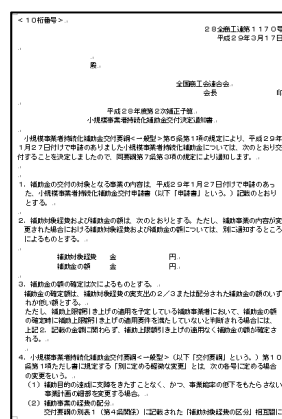 ＜10桁番号＞
２８全商工連第１１７０号
平成２９年３月１７日
殿
全国商工会連合会
会長　　　　印
平成２８年度第２次補正予算
小規模事業者持続化補助金交付決定通知書
小規模事業者持続化補助金交付要綱＜一般型＞第６条第１項の規定により、平成２９年
１月２７日付けで申請のありました小規模事業者持続化補助金については、次のとおり交
付することを決定しましたので、同要綱第７条第３項の規定により通知します。
１．補助金の交付の対象となる事業の内容は、平成２９年１月２７日付けで申請のあっ
た、小規模事業者持続化補助金交付申請書（以下「申請書」という。）記載のとおり
とする。
２．補助対象経費および補助金の額は、次のとおりとする。ただし、補助事業の内容が変
更された場合における補助対象経費および補助金の額については、別に通知するところ
によるものとする。
補助対象経費　　金　　　　　　円
補助金の額　　　金　　　　　　円
３．補助金の額の確定は次によるものとする。
補助金の確定額は、補助対象経費の実支出の２／３または配分された補助金の額のいず
れか低い額とする。
ただし、補助上限額引き上げの適用を予定している補助事業者において、補助金の額
の確定時に補助上限額引き上げの適用要件を満たしていないと判断される場合には、
上記２．記載の金額に関わらず、補助上限額引き上げの適用なく補助金の額が確定さ
れる。
４．小規模事業者持続化補助金交付要綱＜一般型＞（以下「交付要綱」という。）第１０
条第１項ただし書に規定する「別に定める軽微な変更」とは、次の各号に定める場合
の変更をいう。
（１）補助目的の達成に支障をきたすことなく、かつ、事業能率の低下をもたらさない
事業計画の細部を変更する場合。
（２）補助事業の経費の配分
交付要綱の別表１（第４条関係）に記載された「補助対象経費の区分」相互間に